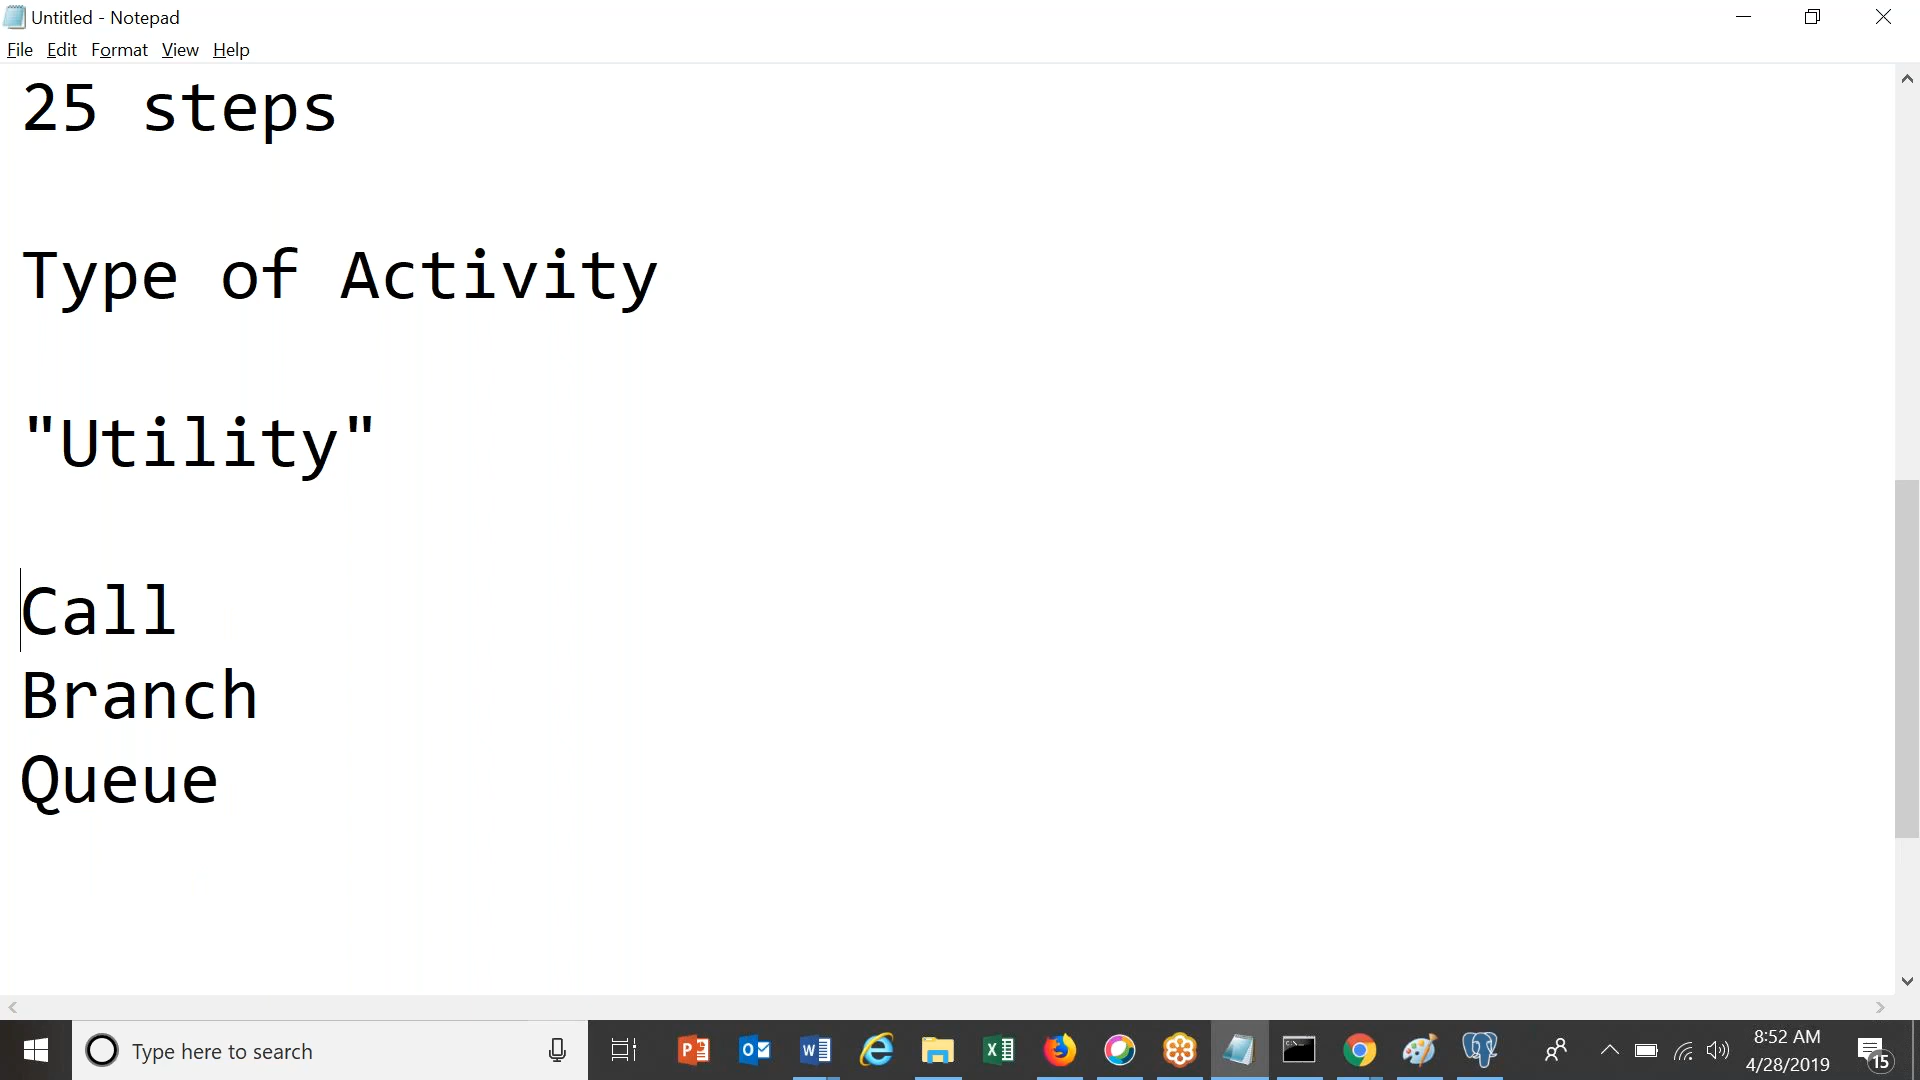 Untitled - Notepad
File Edit Format View Help
25 steps
Type of Activity
"Utility"
Call
Branch
Queue
Type here to search
8:52 AM
4/28/2019
15